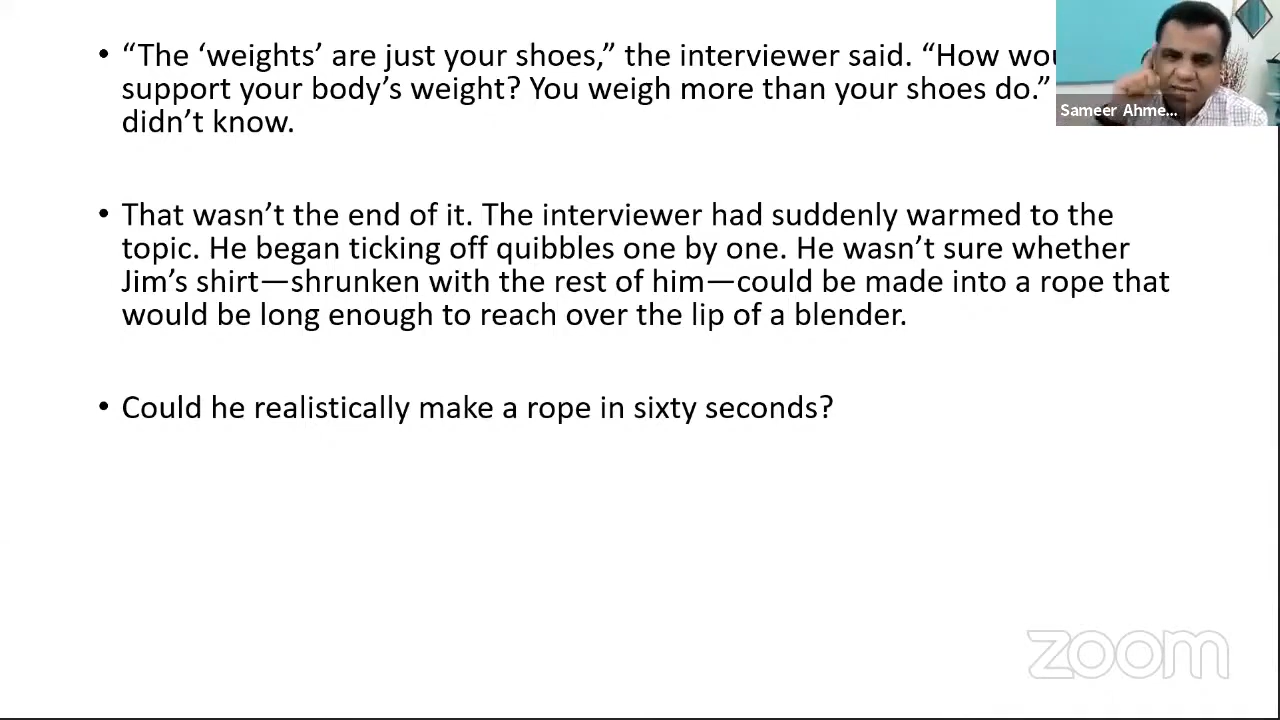 • “The ‘weights’ are just your shoes,” the interviewer said. “How
support your body’s weight? You weigh more than your shoes do.”
didn’t know.
• That wasn’t the end of it. The interviewer had suddenly warmed to the
topic. He began ticking off quibbles one by one. He wasn’t sure whether
Jim’s shirt—shrunken with the rest of him—could be made into a rope that
would be long enough to reach over the lip of a blender.
• Could he realistically make a rope in sixty seconds?
Sameer Ahme...
zoom